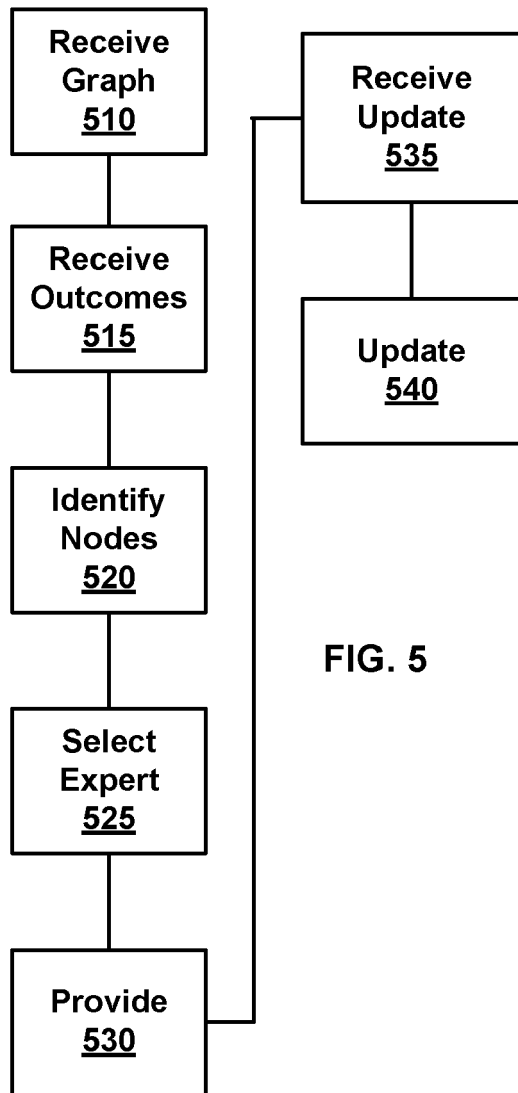 Receive
Graph
510
Receive
Outcomes
515
Identify
Nodes
520
Select
Expert
525
Provide
530
Receive
Update
535
Update
540
FIG. 5